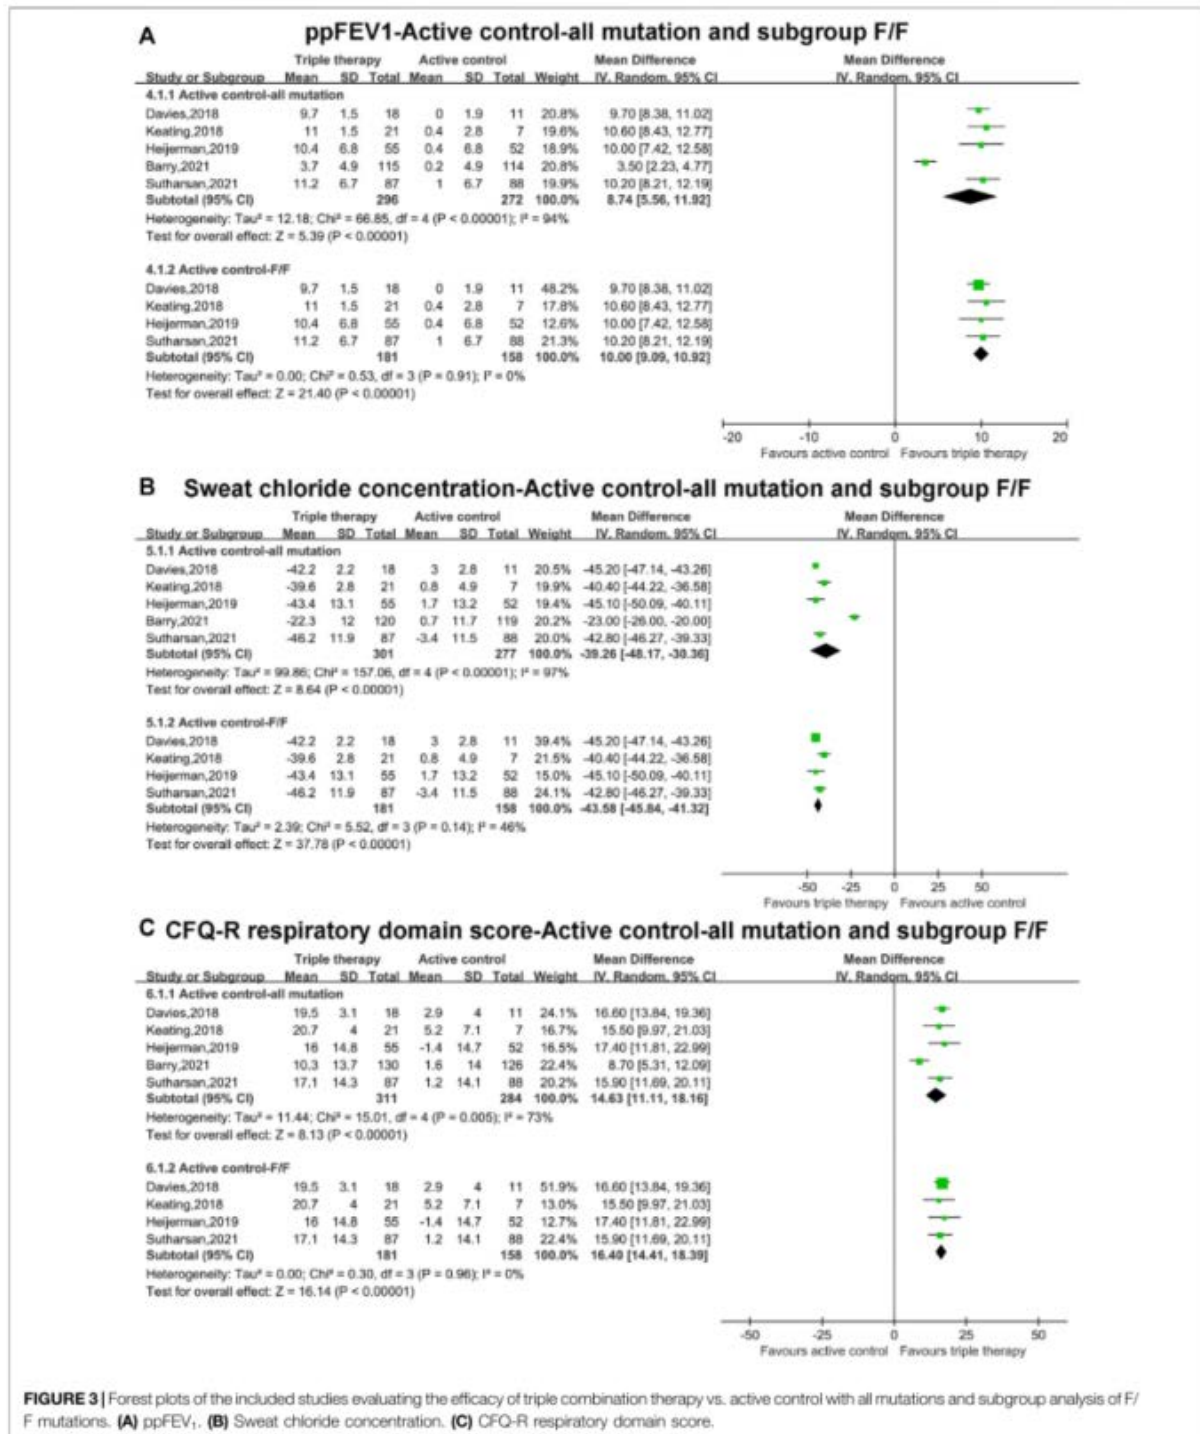 A ppFEV1-Active control-all mutation and subgroup F/F
Triple therapy Active control Mean Difference Mean Difference
Study or Subgroup Mean SD Total Mean SD Total Weight IV. Random. 95% CI IV. Random. 95% CI
4.1.1 Active control-all mutation
Davies,2018 9.7 1.5 18 0 1.9 11 20.8% 9.70 [8.38, 11.02]
Keating,2018 11 1.5 21 0.4 2.8 7 19.6% 10.60 [8.43, 12.77]
Heijerman,2019 10.4 6.8 55 0.4 6.8 52 18.9% 10.00 [7.42, 12.58]
Barry,2021 3.7 4.9 115 0.2 4.9 114 20.8% 3.50 [2.23, 4.77]
Sutharsan,2021 11.2 6.7 87 1 6.7 88 19.9% 10.20 [8.21, 12.19]
Subtotal (95% CI) 296 272 100.0% 8.74 [5.56, 11.92]
Heterogeneity: Tau² = 12.18; Chi² = 66.85, df = 4 (P < 0.00001); I² = 94%
Test for overall effect: Z = 5.39 (P < 0.00001)
4.1.2 Active control-F/F
Davies,2018 9.7 1.5 18 0 1.9 11 48.2% 9.70 [8.38, 11.02]
Keating,2018 11 1.5 21 0.4 2.8 7 17.8% 10.60 [8.43, 12.77]
Heijerman,2019 10.4 6.8 55 0.4 6.8 52 12.6% 10.00 [7.42, 12.58]
Sutharsan,2021 11.2 6.7 87 1 6.7 88 21.3% 10.20 [8.21, 12.19]
Subtotal (95% CI) 181 158 100.0% 10.00 [9.09, 10.92]
Heterogeneity: Tau² = 0.00; Chi² = 0.53, df = 3 (P = 0.91); I² = 0%
Test for overall effect: Z = 21.40 (P < 0.00001)
-20 -10 0 10 20
Favours active control Favours triple therapy
B Sweat chloride concentration-Active control-all mutation and subgroup F/F
Triple therapy Active control Mean Difference Mean Difference
Study or Subgroup Mean SD Total Mean SD Total Weight IV. Random. 95% CI IV. Random. 95% CI
5.1.1 Active control-all mutation
Davies,2018 -42.2 2.2 18 3 2.8 11 20.5% -45.20 [-47.14, -43.26]
Keating,2018 -39.6 2.8 21 0.8 4.9 7 19.9% -40.40 [-44.22, -36.58]
Heijerman,2019 -43.4 13.1 55 1.7 13.2 52 19.4% -45.10 [-50.09, -40.11]
Barry,2021 -22.3 12 120 0.7 11.7 119 20.2% -23.00 [-26.00, -20.00]
Sutharsan,2021 -46.2 11.9 87 -3.4 11.5 88 20.0% -42.80 [-46.27, -39.33]
Subtotal (95% CI) 301 277 100.0% -39.26 [-48.17, -30.36]
Heterogeneity: Tau² = 99.86; Chi² = 157.06, df = 4 (P < 0.00001); I² = 97%
Test for overall effect: Z = 8.64 (P < 0.00001)
5.1.2 Active control-F/F
Davies,2018 -42.2 2.2 18 3 2.8 11 39.4% -45.20 [-47.14, -43.26]
Keating,2018 -39.6 2.8 21 0.8 4.9 7 21.5% -40.40 [-44.22, -36.58]
Heijerman,2019 -43.4 13.1 55 1.7 13.2 52 15.0% -45.10 [-50.09, -40.11]
Sutharsan,2021 -46.2 11.9 87 -3.4 11.5 88 24.1% -42.80 [-46.27, -39.33]
Subtotal (95% CI) 181 158 100.0% -43.58 [-45.84, -41.32]
Heterogeneity: Tau² = 2.39; Chi² = 5.52, df = 3 (P = 0.14); I² = 46%
Test for overall effect: Z = 37.78 (P < 0.00001)
-50 -25 0 25 50
Favours triple therapy Favours active control
C CFQ-R respiratory domain score-Active control-all mutation and subgroup F/F
Triple therapy Active control Mean Difference Mean Difference
Study or Subgroup Mean SD Total Mean SD Total Weight IV. Random. 95% CI IV. Random. 95% CI
6.1.1 Active control-all mutation
Davies,2018 19.5 3.1 18 2.9 4 11 24.1% 16.60 [13.84, 19.36]
Keating,2018 20.7 4 21 5.2 7.1 7 16.7% 15.50 [9.97, 21.03]
Heijerman,2019 16 14.8 55 -1.4 14.7 52 16.5% 17.40 [11.81, 22.99]
Barry,2021 10.3 13.7 130 1.6 14 126 22.4% 8.70 [5.31, 12.09]
Sutharsan,2021 17.1 14.3 87 1.2 14.1 88 20.2% 15.90 [11.69, 20.11]
Subtotal (95% CI) 311 284 100.0% 14.63 [11.11, 18.16]
Heterogeneity: Tau² = 11.44; Chi² = 15.01, df = 4 (P = 0.005); I² = 73%
Test for overall effect: Z = 8.13 (P < 0.00001)
6.1.2 Active control-F/F
Davies,2018 19.5 3.1 18 2.9 4 11 51.9% 16.60 [13.84, 19.36]
Keating,2018 20.7 4 21 5.2 7.1 7 13.0% 15.50 [9.97, 21.03]
Heijerman,2019 16 14.8 55 -1.4 14.7 52 12.7% 17.40 [11.81, 22.99]
Sutharsan,2021 17.1 14.3 87 1.2 14.1 88 22.4% 15.90 [11.69, 20.11]
Subtotal (95% CI) 181 158 100.0% 16.40 [14.41, 18.39]
Heterogeneity: Tau² = 0.00; Chi² = 0.30, df = 3 (P = 0.96); I² = 0%
Test for overall effect: Z = 16.14 (P < 0.00001)
-50 -25 0 25 50
Favours active control Favours triple therapy
FIGURE 3 | Forest plots of the included studies evaluating the efficacy of triple combination therapy vs. active control with all mutations and subgroup analysis of F/
F mutations. (A) ppFEV₁. (B) Sweat chloride concentration. (C) CFQ-R respiratory domain score.